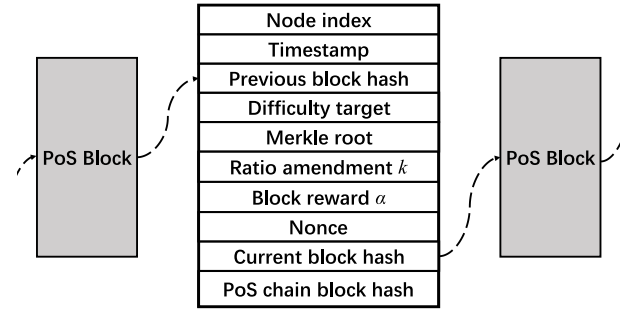 PoS Block
Node index
Timestamp
Previous block hash
Difficulty target
Merkle root
Ratio amendment k
Block reward α
Nonce
Current block hash
PoS chain block hash
PoS Block